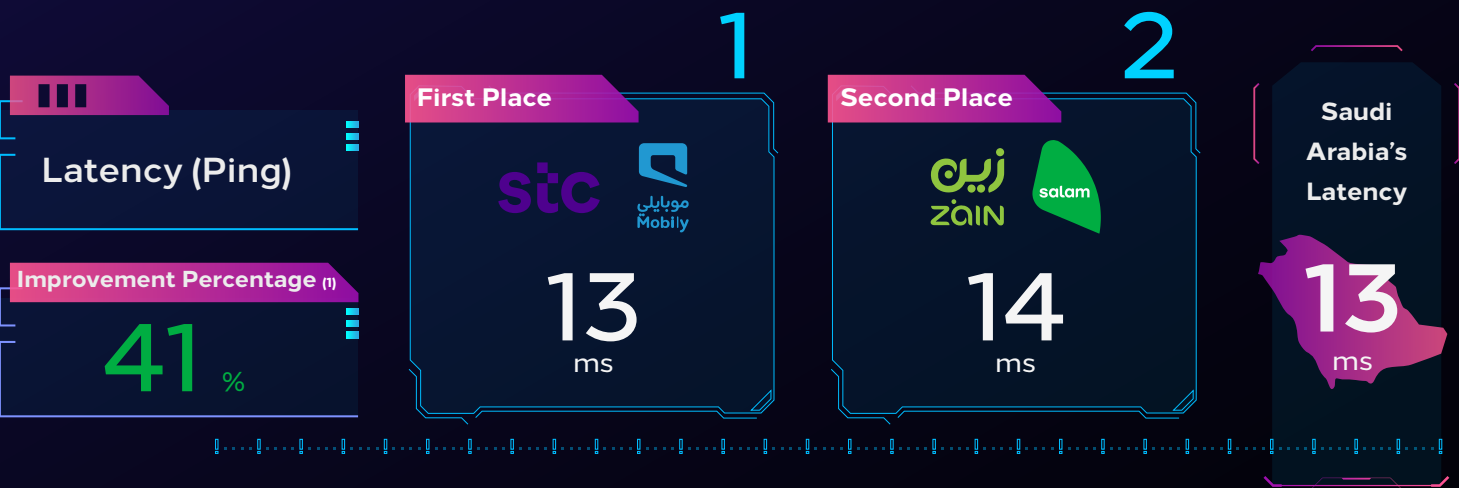 Latency (Ping)
Improvement Percentage (1)
41 %
1
First Place
stc
موبايلي
Mobily
13
ms
2
Second Place
زين
zain
salam
14
ms
Saudi
Arabia's
Latency
13
ms